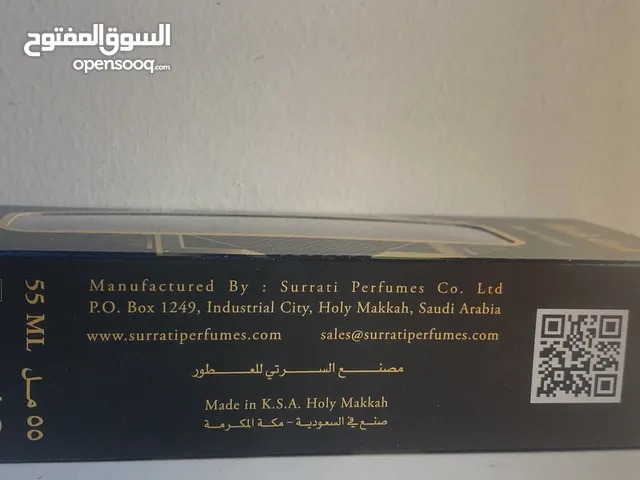 السوق المفتوح
opensooq.com
Manufactured By : Surrati Perfumes Co. Ltd
P.O. Box 1249, Industrial City, Holy Makkah, Saudi Arabia
www.surratiperfumes.com sales@surratiperfumes.com
مصنع السرتي للعطور
Made in K.S.A. Holy Makkah
صنع في السعودية - مكة المكرمة
55 ML ٥٥ مل